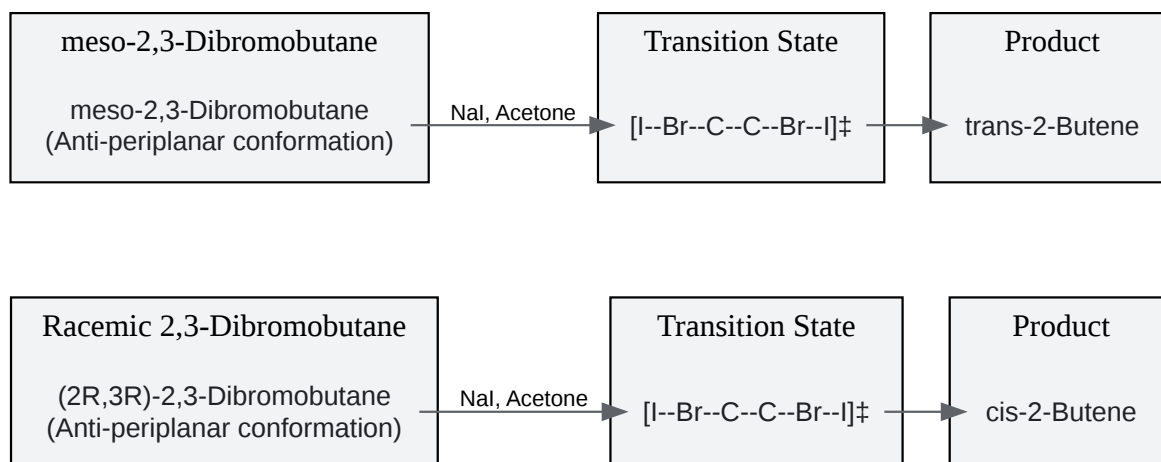 meso-2,3-Dibromobutane
Transition State
Product
meso-2,3-Dibromobutane
(Anti-periplanar conformation)
NaI, Acetone
[I--Br--C--C--Br--I]‡
trans-2-Butene
Racemic 2,3-Dibromobutane
Transition State
Product
(2R,3R)-2,3-Dibromobutane
(Anti-periplanar conformation)
NaI, Acetone
[I--Br--C--C--Br--I]‡
cis-2-Butene